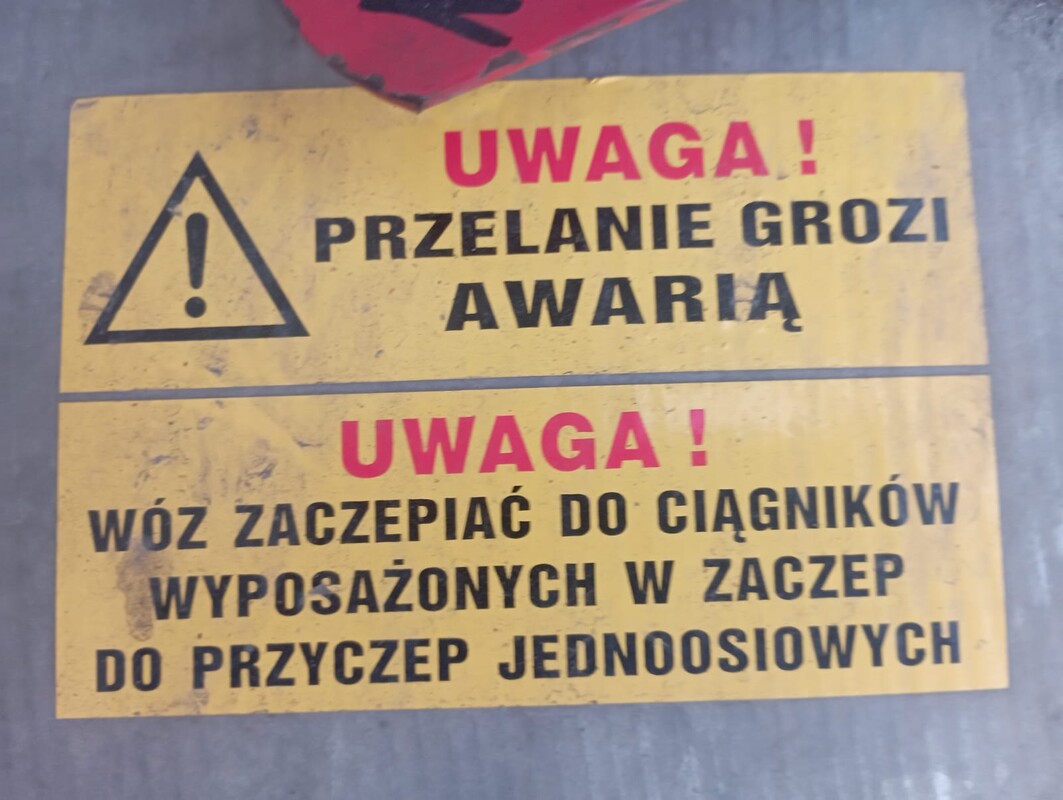 UWAGA !
PRZELANIE GROZI
AWARIĄ
UWAGA !
WÓZ ZACZEPIAĆ DO CIĄGNIKÓW
WYPOSAŻONYCH W ZACZEP
DO PRZYCZEP JEDNOOSIOWYCH